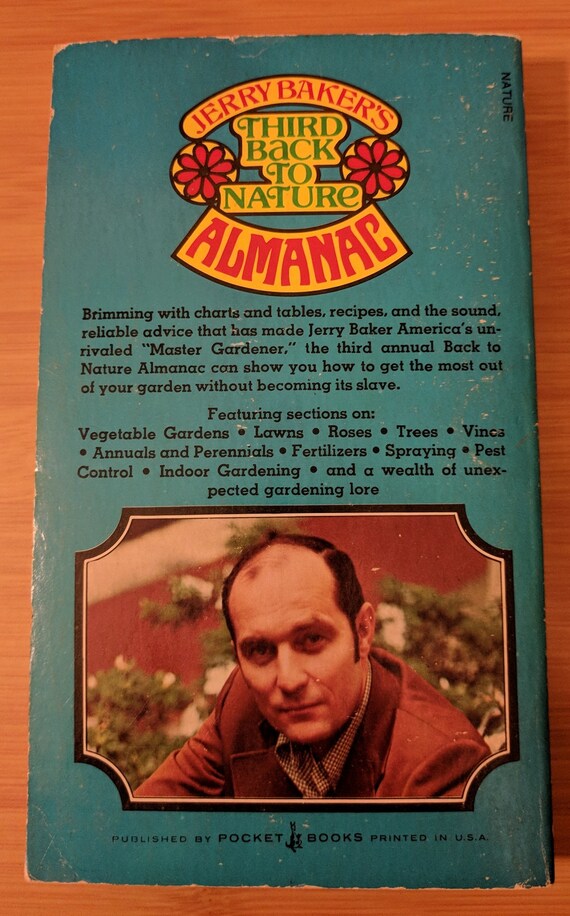 NATURE
JERRY BAKER'S
THIRD
BACK
TO
NATURE
ALMANAC
Brimming with charts and tables, recipes, and the sound,
reliable advice that has made Jerry Baker America's un-
rivaled "Master Gardener," the third annual Back to
Nature Almanac can show you how to get the most out
of your garden without becoming its slave.
Featuring sections on:
Vegetable Gardens • Lawns • Roses • Trees • Vines
• Annuals and Perennials • Fertilizers • Spraying • Pest
Control • Indoor Gardening • and a wealth of unex-
pected gardening lore
PUBLISHED BY POCKET BOOKS PRINTED IN U.S.A.